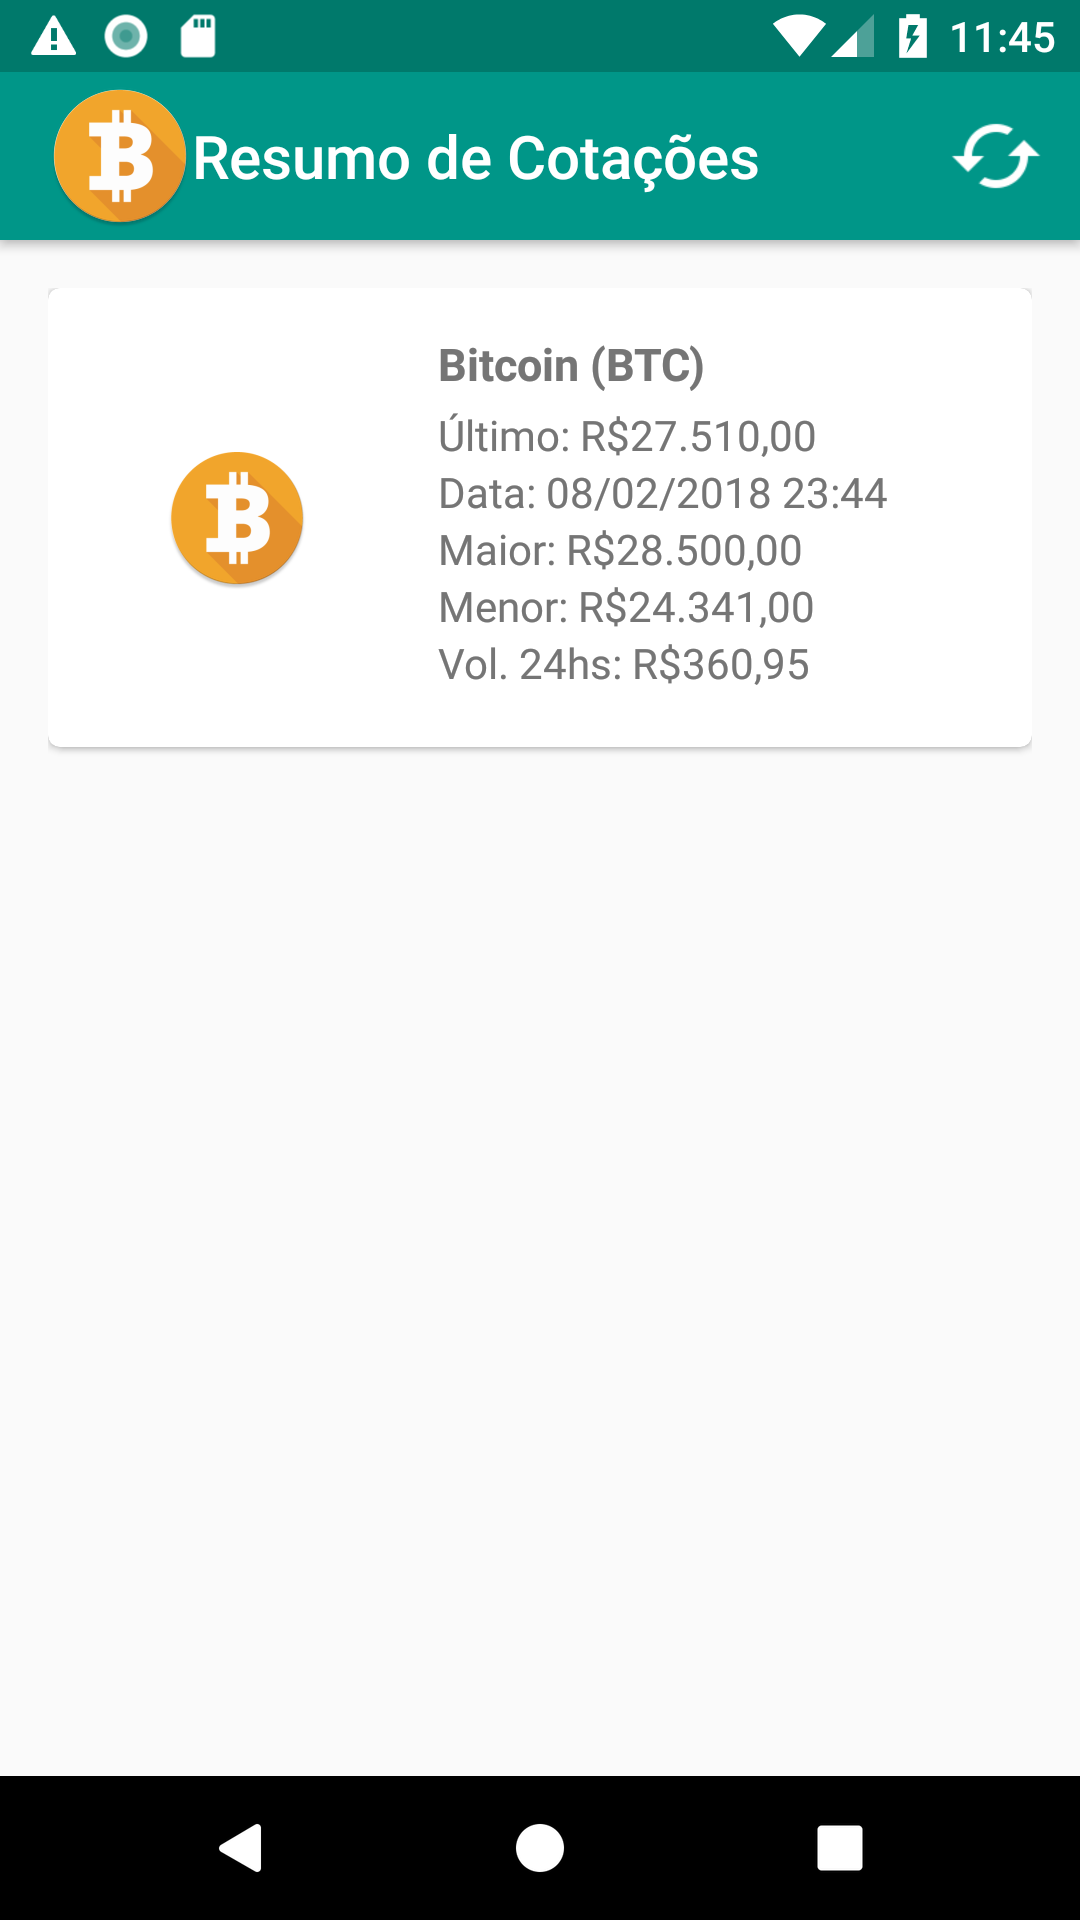 11:45
Resumo de Cotações
Bitcoin (BTC)
Último: R$27.510,00
Data: 08/02/2018 23:44
Maior: R$28.500,00
Menor: R$24.341,00
Vol. 24hs: R$360,95